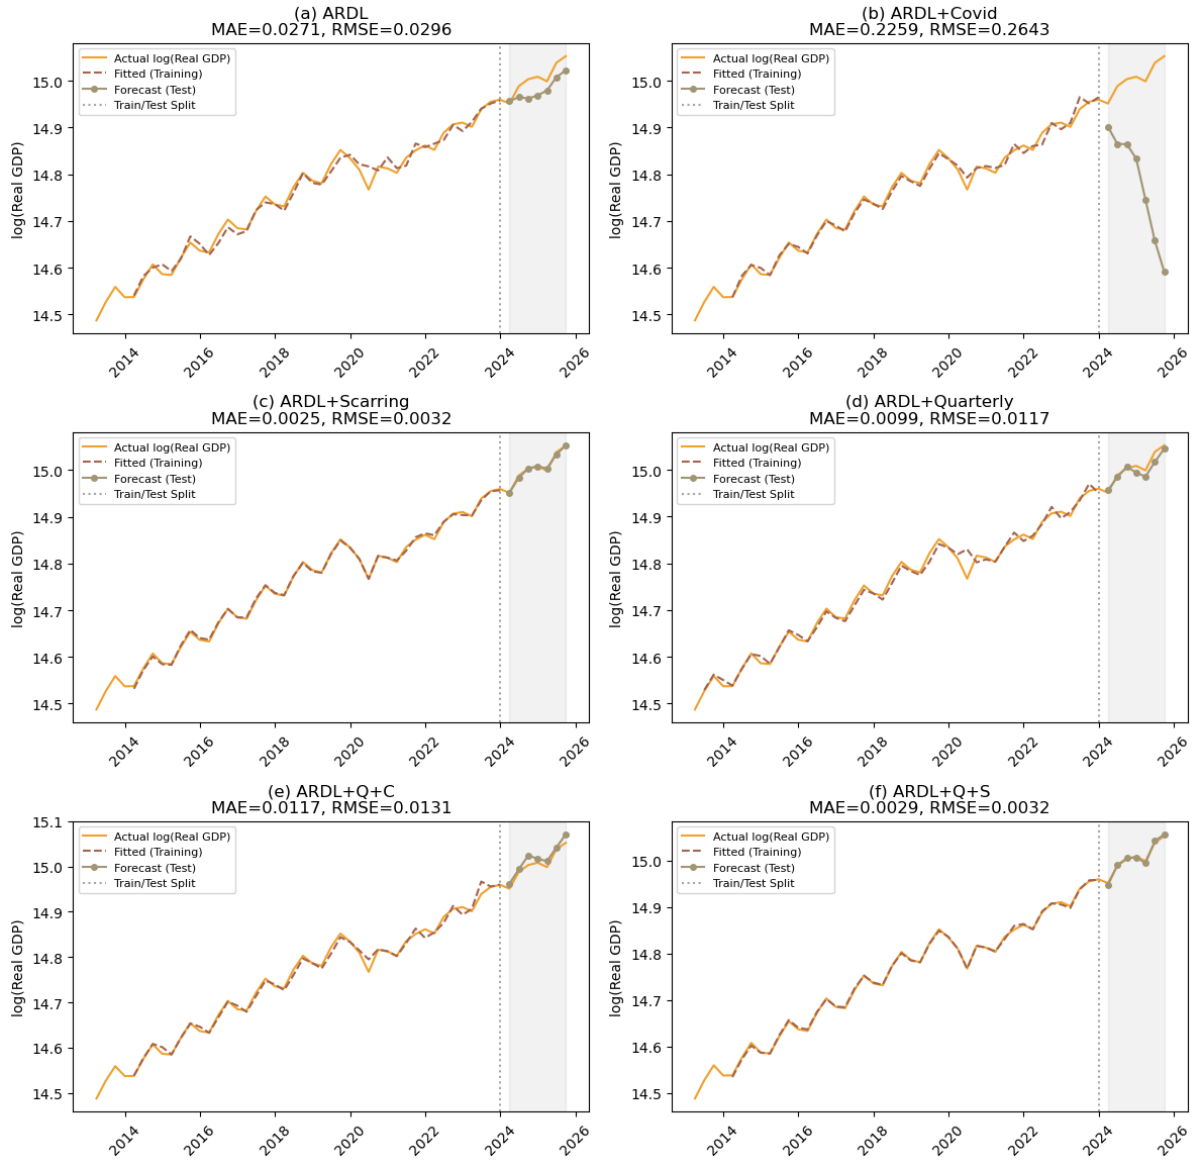 (a) ARDL
MAE=0.0271, RMSE=0.0296
log(Real GDP)
15.0
14.9
14.8
14.7
14.6
14.5
Actual log(Real GDP)
Fitted (Training)
Forecast (Test)
Train/Test Split
2014
2016
2018
2020
2022
2024
2026
(b) ARDL+Covid
MAE=0.2259, RMSE=0.2643
log(Real GDP)
15.0
14.9
14.8
14.7
14.6
14.5
Actual log(Real GDP)
Fitted (Training)
Forecast (Test)
Train/Test Split
2014
2016
2018
2020
2022
2024
2026
(c) ARDL+Scarring
MAE=0.0025, RMSE=0.0032
log(Real GDP)
15.0
14.9
14.8
14.7
14.6
14.5
Actual log(Real GDP)
Fitted (Training)
Forecast (Test)
Train/Test Split
2014
2016
2018
2020
2022
2024
2026
(d) ARDL+Quarterly
MAE=0.0099, RMSE=0.0117
log(Real GDP)
15.0
14.9
14.8
14.7
14.6
14.5
Actual log(Real GDP)
Fitted (Training)
Forecast (Test)
Train/Test Split
2014
2016
2018
2020
2022
2024
2026
(e) ARDL+Q+C
MAE=0.0117, RMSE=0.0131
log(Real GDP)
15.1
15.0
14.9
14.8
14.7
14.6
14.5
Actual log(Real GDP)
Fitted (Training)
Forecast (Test)
Train/Test Split
2014
2016
2018
2020
2022
2024
2026
(f) ARDL+Q+S
MAE=0.0029, RMSE=0.0032
log(Real GDP)
15.0
14.9
14.8
14.7
14.6
14.5
Actual log(Real GDP)
Fitted (Training)
Forecast (Test)
Train/Test Split
2014
2016
2018
2020
2022
2024
2026